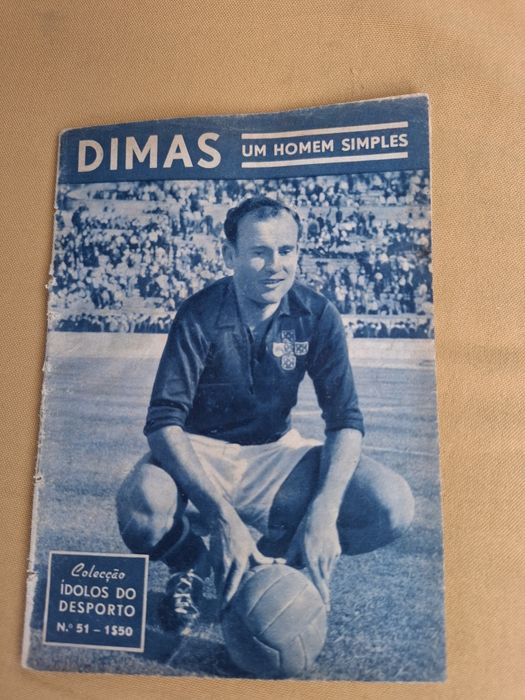 DIMAS
UM HOMEM SIMPLES
Colecção
ÍDOLOS DO
DESPORTO
N.º 51 - 1$50